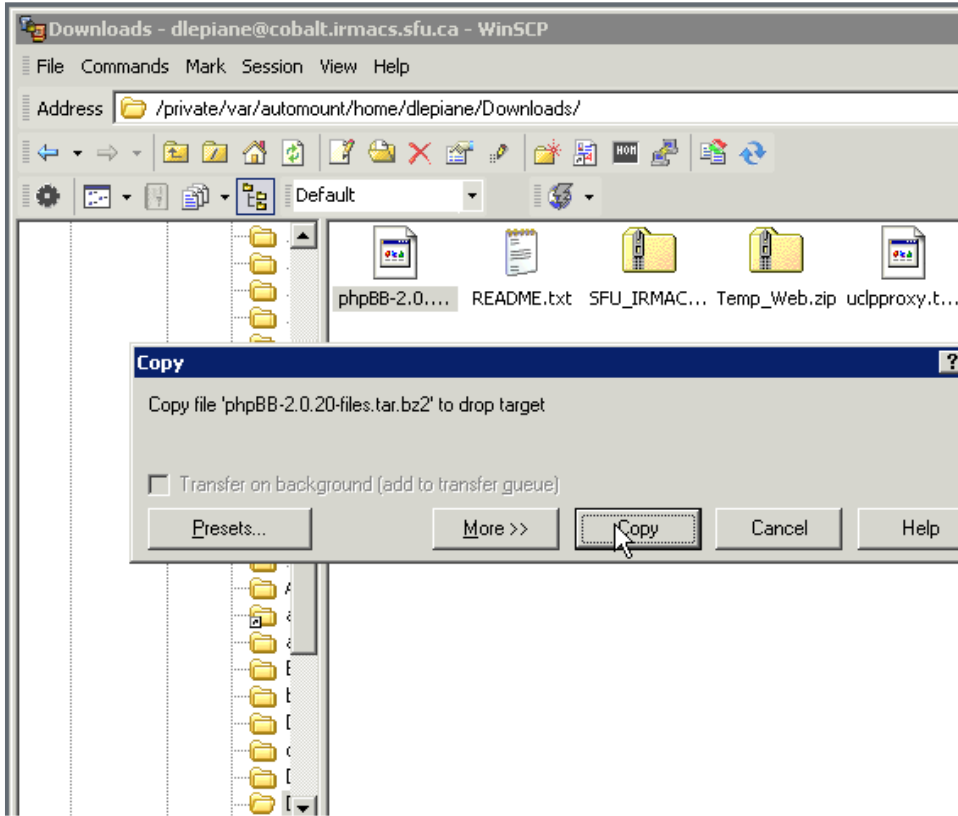 Downloads - dlepiane@cobalt.irmacs.sfu.ca - WinSCP
File Commands Mark Session View Help
Address /private/var/automount/home/dlepiane/Downloads/
Default
phpBB-2.0.... README.txt SFU_IRMAC... Temp_Web.zip uclpproxy.t...
Copy ?
Copy file 'phpBB-2.0.20-files.tar.bz2' to drop target
Transfer on background (add to transfer queue)
Presets... More >> Copy Cancel Help